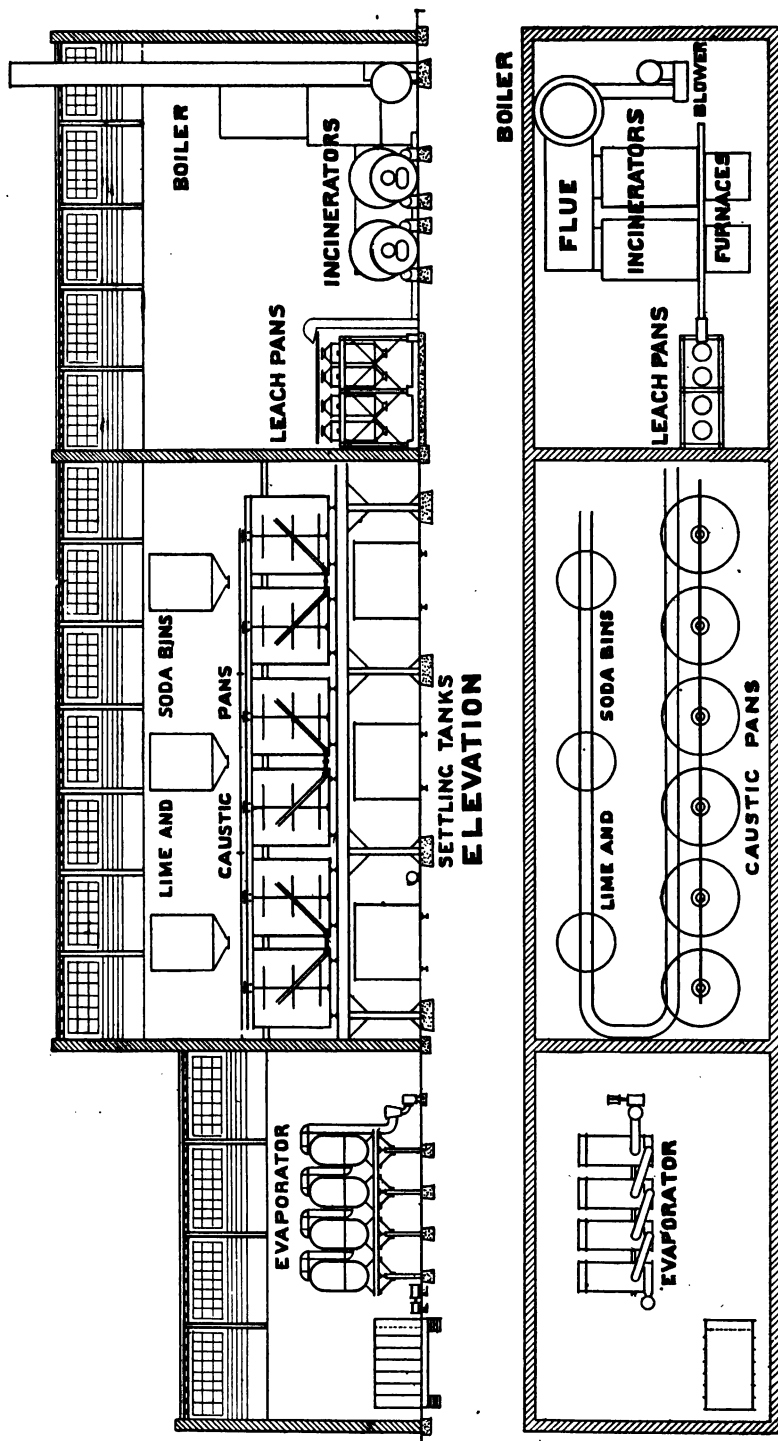 BOILER
INCINERATORS
LEACH PANS
LIME AND SODA BINS
CAUSTIC PANS
EVAPORATOR
SETTLING TANKS
ELEVATION
BOILER
FLUE
INCINERATORS
BLOWER
FURNACES
LEACH PANS
LIME AND SODA BINS
CAUSTIC PANS
EVAPORATOR